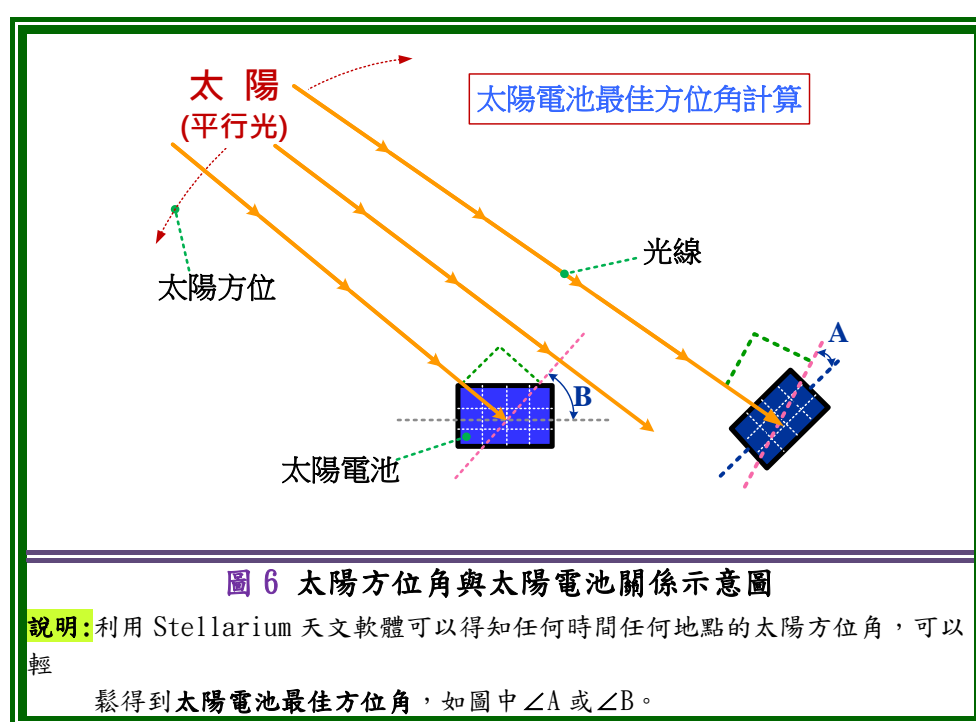 太 陽
(平行光)
太陽電池最佳方位角計算
光線
太陽方位
A
B
太陽電池
圖 6 太陽方位角與太陽電池關係示意圖
說明:利用 Stellarium 天文軟體可以得知任何時間任何地點的太陽方位角，可以
輕
鬆得到太陽電池最佳方位角，如圖中∠A 或∠B。